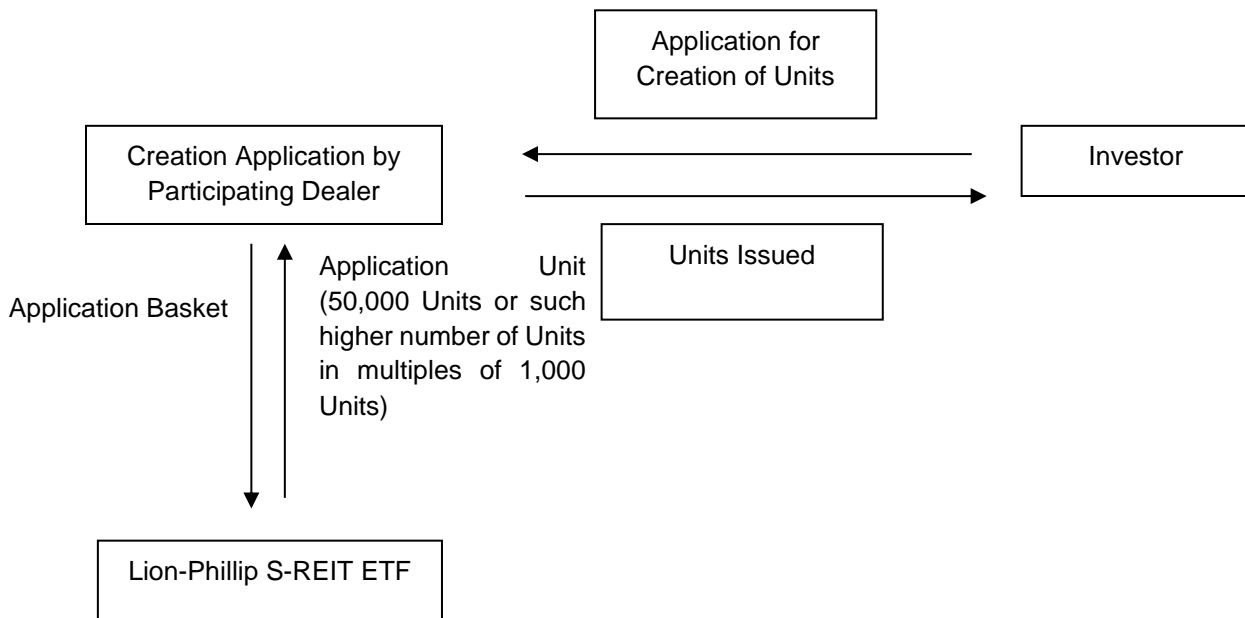 Application for
Creation of Units
Creation Application by
Participating Dealer
Investor
Units Issued
Application Basket
Application Unit
(50,000 Units or such
higher number of Units
in multiples of 1,000
Units)
Lion-Phillip S-REIT ETF